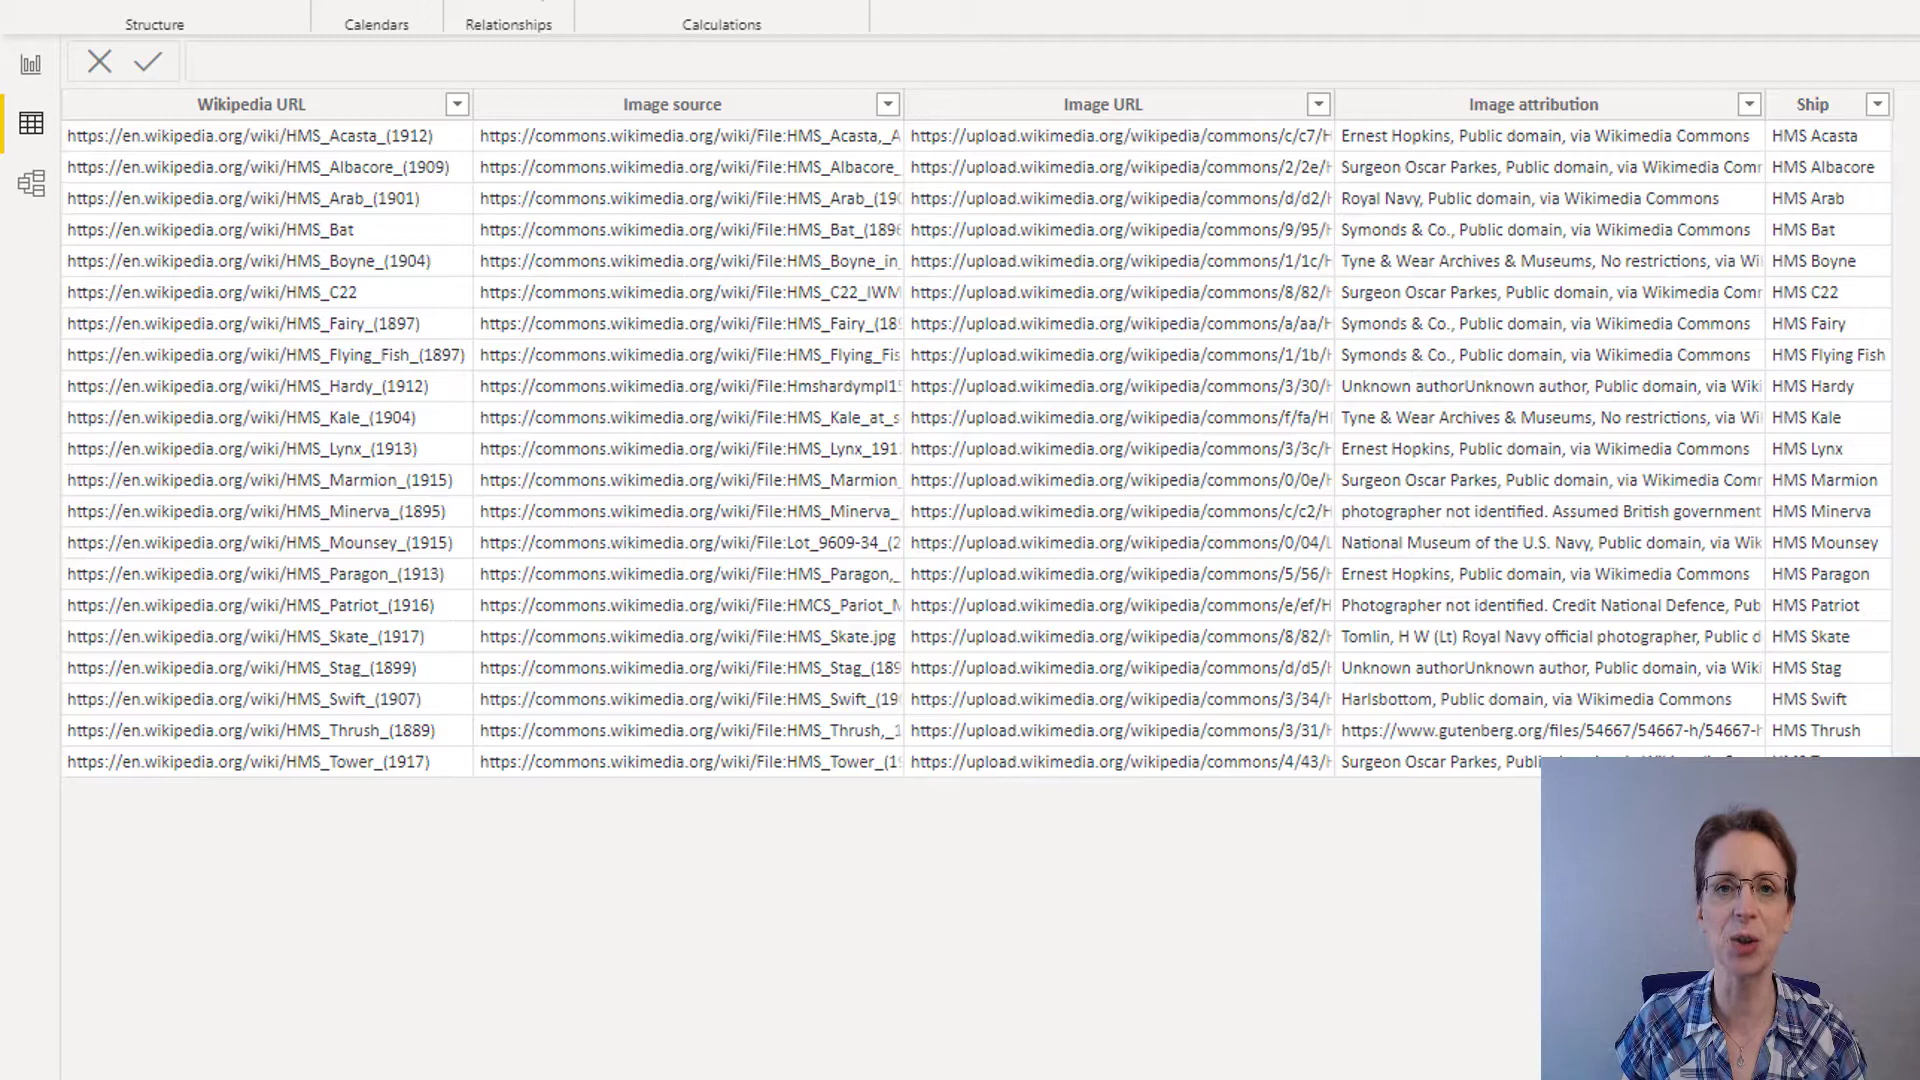 Structure Calendars Relationships Calculations
Wikipedia URL Image source Image URL Image attribution Ship
https://en.wikipedia.org/wiki/HMS_Acasta_(1912) https://commons.wikimedia.org/wiki/File:HMS_Acasta,_A https://upload.wikimedia.org/wikipedia/commons/c/c7/H Ernest Hopkins, Public domain, via Wikimedia Commons HMS Acasta
https://en.wikipedia.org/wiki/HMS_Albacore_(1909) https://commons.wikimedia.org/wiki/File:HMS_Albacore_ https://upload.wikimedia.org/wikipedia/commons/2/2e/H Surgeon Oscar Parkes, Public domain, via Wikimedia Com HMS Albacore
https://en.wikipedia.org/wiki/HMS_Arab_(1901) https://commons.wikimedia.org/wiki/File:HMS_Arab_(190 https://upload.wikimedia.org/wikipedia/commons/d/d2/H Royal Navy, Public domain, via Wikimedia Commons HMS Arab
https://en.wikipedia.org/wiki/HMS_Bat https://commons.wikimedia.org/wiki/File:HMS_Bat_(1896 https://upload.wikimedia.org/wikipedia/commons/9/95/H Symonds & Co., Public domain, via Wikimedia Commons HMS Bat
https://en.wikipedia.org/wiki/HMS_Boyne_(1904) https://commons.wikimedia.org/wiki/File:HMS_Boyne_in_ https://upload.wikimedia.org/wikipedia/commons/1/1c/H Tyne & Wear Archives & Museums, No restrictions, via Wi HMS Boyne
https://en.wikipedia.org/wiki/HMS_C22 https://commons.wikimedia.org/wiki/File:HMS_C22_IWM https://upload.wikimedia.org/wikipedia/commons/8/82/H Surgeon Oscar Parkes, Public domain, via Wikimedia Com HMS C22
https://en.wikipedia.org/wiki/HMS_Fairy_(1897) https://commons.wikimedia.org/wiki/File:HMS_Fairy_(189 https://upload.wikimedia.org/wikipedia/commons/a/aa/H Symonds & Co., Public domain, via Wikimedia Commons HMS Fairy
https://en.wikipedia.org/wiki/HMS_Flying_Fish_(1897) https://commons.wikimedia.org/wiki/File:HMS_Flying_Fis https://upload.wikimedia.org/wikipedia/commons/1/1b/H Symonds & Co., Public domain, via Wikimedia Commons HMS Flying Fish
https://en.wikipedia.org/wiki/HMS_Hardy_(1912) https://commons.wikimedia.org/wiki/File:Hmshardympl15 https://upload.wikimedia.org/wikipedia/commons/3/30/H Unknown authorUnknown author, Public domain, via Wiki HMS Hardy
https://en.wikipedia.org/wiki/HMS_Kale_(1904) https://commons.wikimedia.org/wiki/File:HMS_Kale_at_s https://upload.wikimedia.org/wikipedia/commons/f/fa/H Tyne & Wear Archives & Museums, No restrictions, via Wi HMS Kale
https://en.wikipedia.org/wiki/HMS_Lynx_(1913) https://commons.wikimedia.org/wiki/File:HMS_Lynx_191 https://upload.wikimedia.org/wikipedia/commons/3/3c/H Ernest Hopkins, Public domain, via Wikimedia Commons HMS Lynx
https://en.wikipedia.org/wiki/HMS_Marmion_(1915) https://commons.wikimedia.org/wiki/File:HMS_Marmion_ https://upload.wikimedia.org/wikipedia/commons/0/0e/H Surgeon Oscar Parkes, Public domain, via Wikimedia Com HMS Marmion
https://en.wikipedia.org/wiki/HMS_Minerva_(1895) https://commons.wikimedia.org/wiki/File:HMS_Minerva_ https://upload.wikimedia.org/wikipedia/commons/c/c2/H photographer not identified. Assumed British government HMS Minerva
https://en.wikipedia.org/wiki/HMS_Mounsey_(1915) https://commons.wikimedia.org/wiki/File:Lot_9609-34_(2 https://upload.wikimedia.org/wikipedia/commons/0/04/L National Museum of the U.S. Navy, Public domain, via Wik HMS Mounsey
https://en.wikipedia.org/wiki/HMS_Paragon_(1913) https://commons.wikimedia.org/wiki/File:HMS_Paragon,_ https://upload.wikimedia.org/wikipedia/commons/5/56/H Ernest Hopkins, Public domain, via Wikimedia Commons HMS Paragon
https://en.wikipedia.org/wiki/HMS_Patriot_(1916) https://commons.wikimedia.org/wiki/File:HMCS_Pariot_M https://upload.wikimedia.org/wikipedia/commons/e/ef/H Photographer not identified. Credit National Defence, Pub HMS Patriot
https://en.wikipedia.org/wiki/HMS_Skate_(1917) https://commons.wikimedia.org/wiki/File:HMS_Skate.jpg https://upload.wikimedia.org/wikipedia/commons/8/82/H Tomlin, H W (Lt) Royal Navy official photographer, Public d HMS Skate
https://en.wikipedia.org/wiki/HMS_Stag_(1899) https://commons.wikimedia.org/wiki/File:HMS_Stag_(189 https://upload.wikimedia.org/wikipedia/commons/d/d5/H Unknown authorUnknown author, Public domain, via Wiki HMS Stag
https://en.wikipedia.org/wiki/HMS_Swift_(1907) https://commons.wikimedia.org/wiki/File:HMS_Swift_(19 https://upload.wikimedia.org/wikipedia/commons/3/34/H Harlsbottom, Public domain, via Wikimedia Commons HMS Swift
https://en.wikipedia.org/wiki/HMS_Thrush_(1889) https://commons.wikimedia.org/wiki/File:HMS_Thrush,_1 https://upload.wikimedia.org/wikipedia/commons/3/31/H https://www.gutenberg.org/files/54667/54667-h/54667-h HMS Thrush
https://en.wikipedia.org/wiki/HMS_Tower_(1917) https://commons.wikimedia.org/wiki/File:HMS_Tower_(19 https://upload.wikimedia.org/wikipedia/commons/4/43/H Surgeon Oscar Parkes,